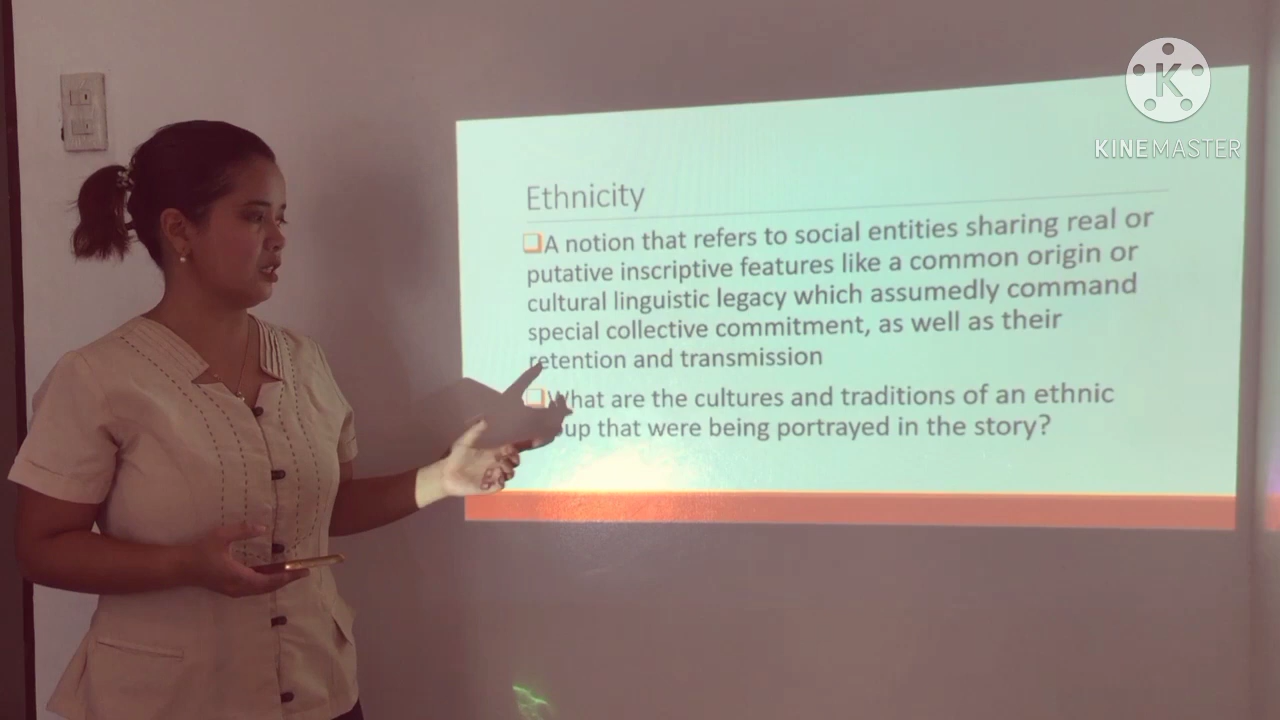 K
KINEMASTER
Ethnicity
A notion that refers to social entities sharing real or
putative inscriptive features like a common origin or
cultural linguistic legacy which assumedly command
special collective commitment, as well as their
retention and transmission
What are the cultures and traditions of an ethnic
up that were being portrayed in the story?